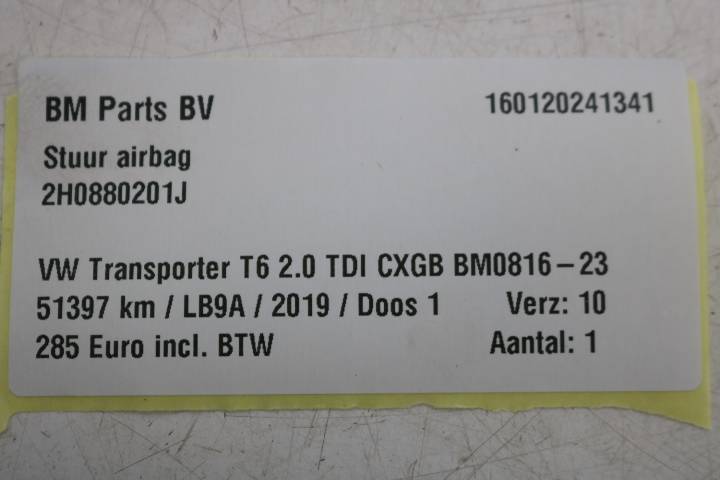 BM Parts BV 160120241341
Stuur airbag
2H0880201J
VW Transporter T6 2.0 TDI CXGB BM0816-23
51397 km / LB9A / 2019 / Doos 1 Verz: 10
285 Euro incl. BTW Aantal: 1